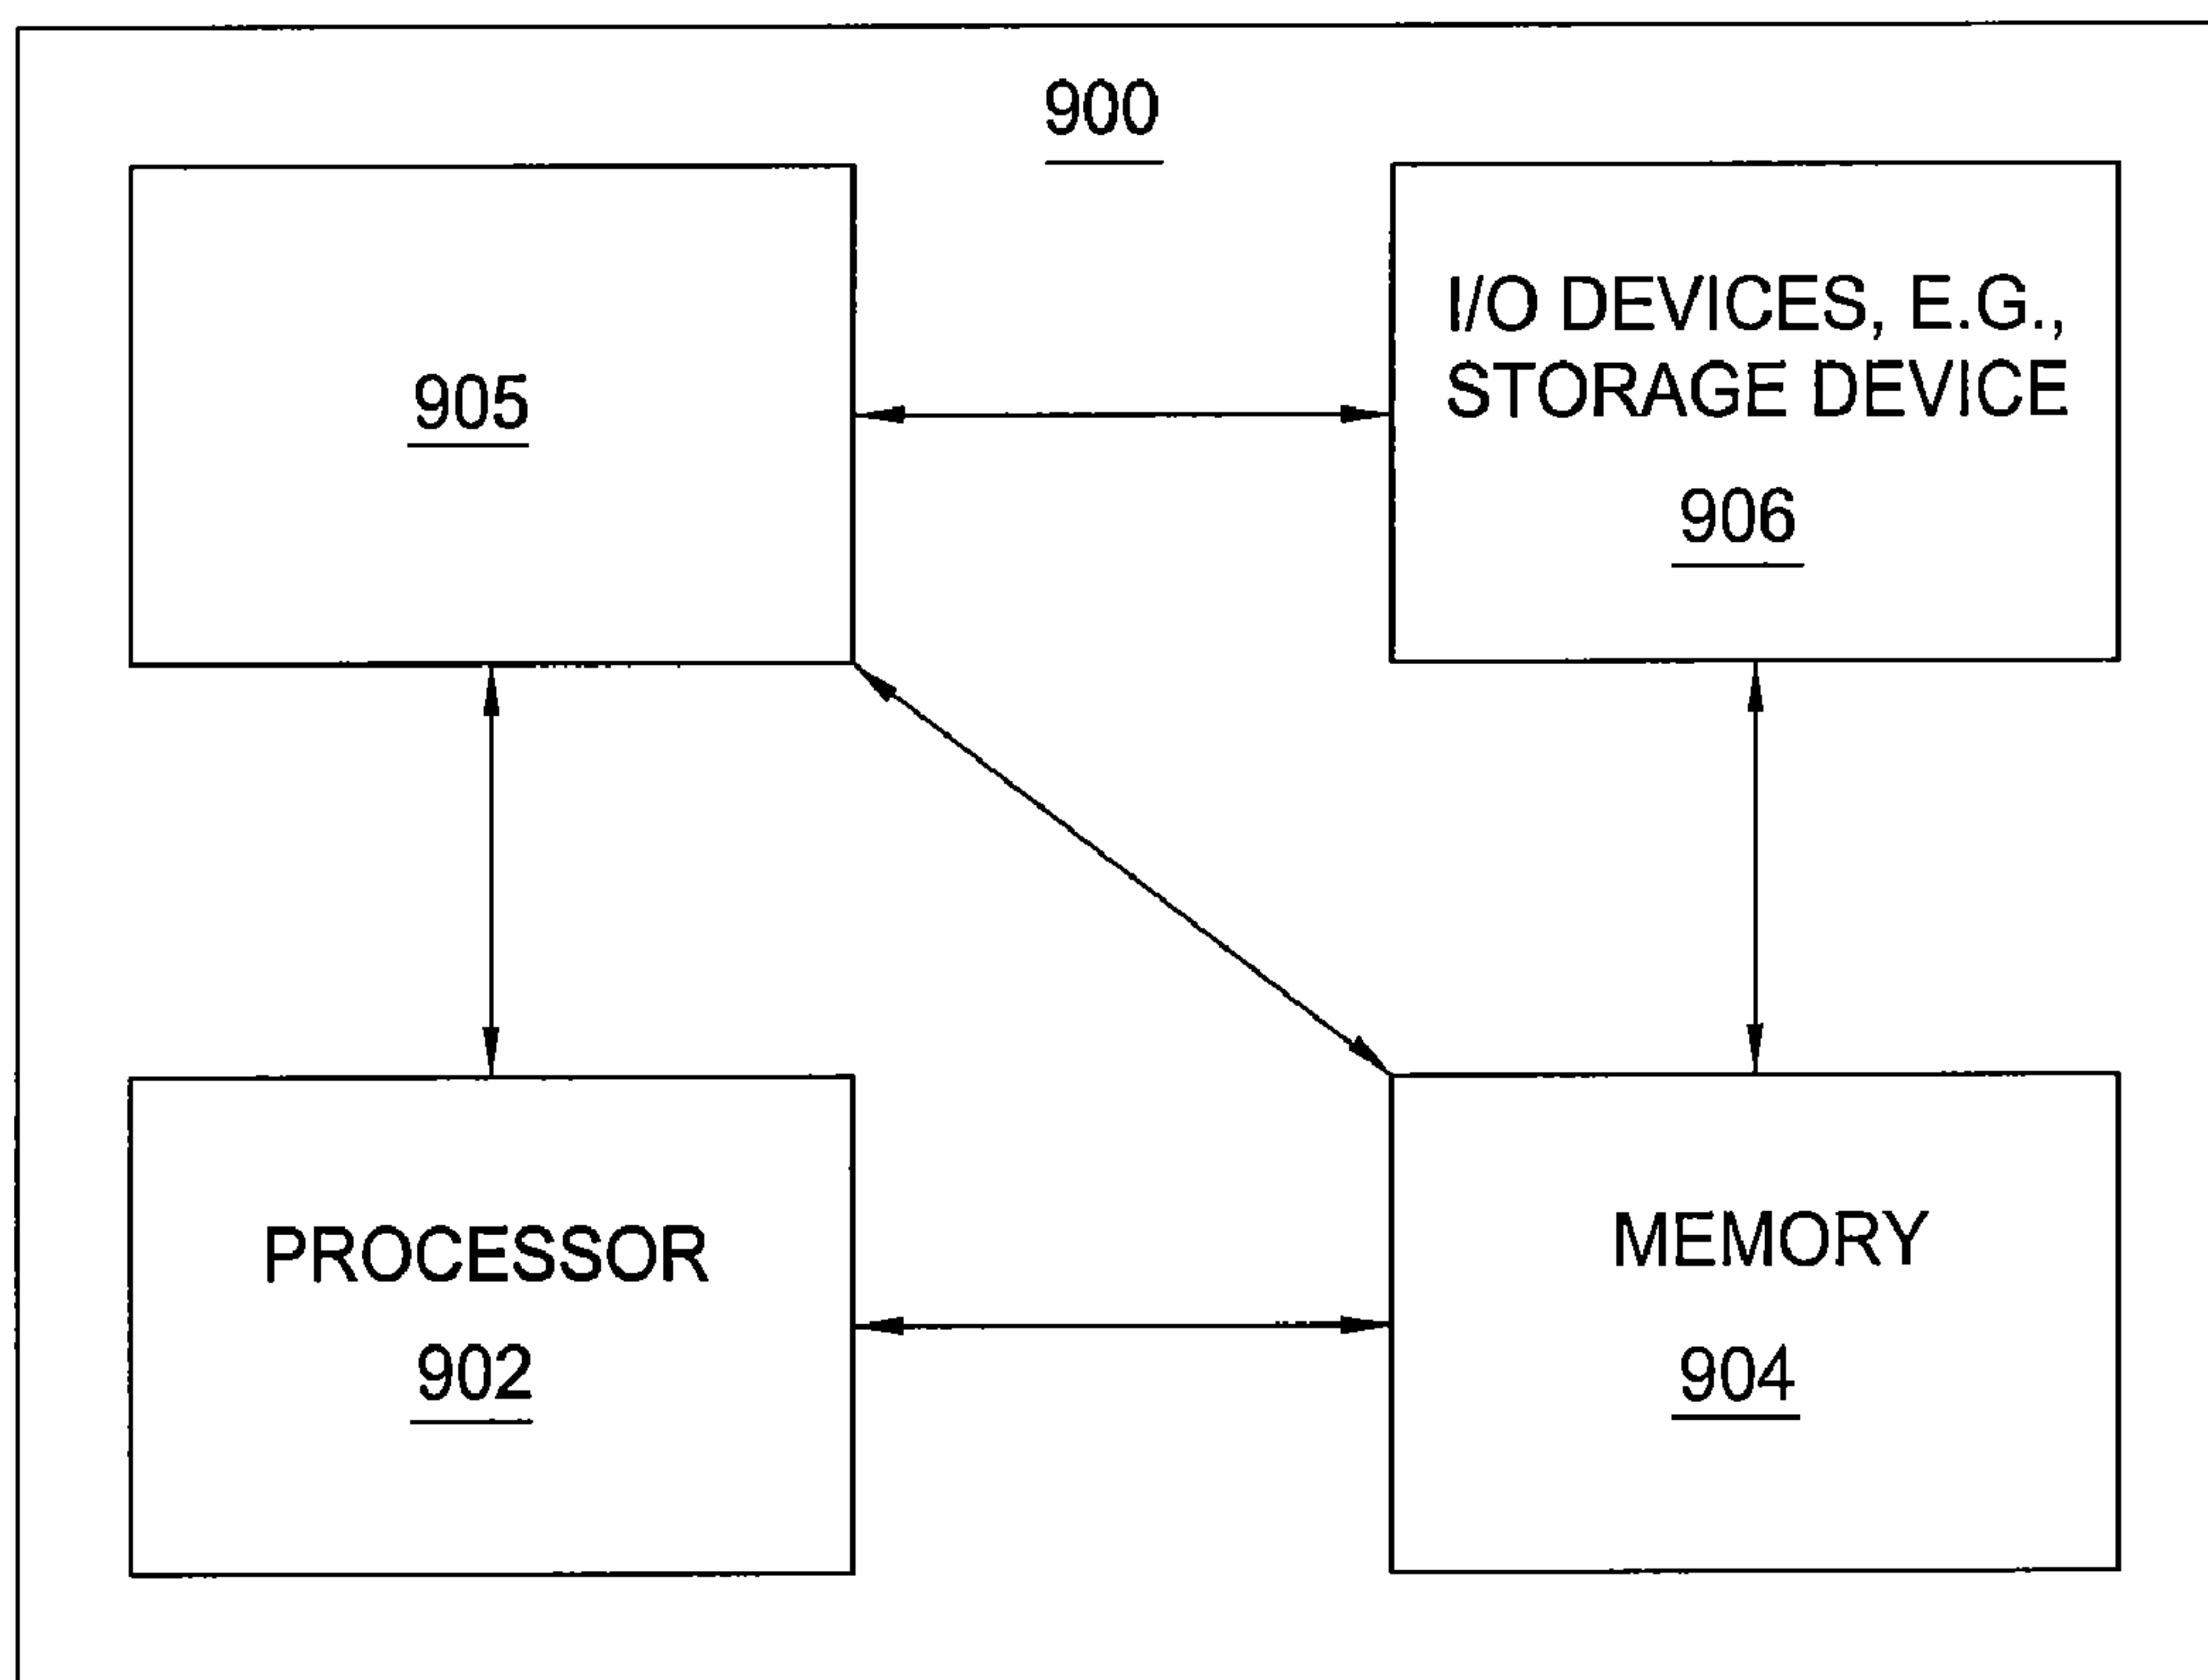 900
905
I/O DEVICES, E.G.,
STORAGE DEVICE
906
PROCESSOR
902
MEMORY
904